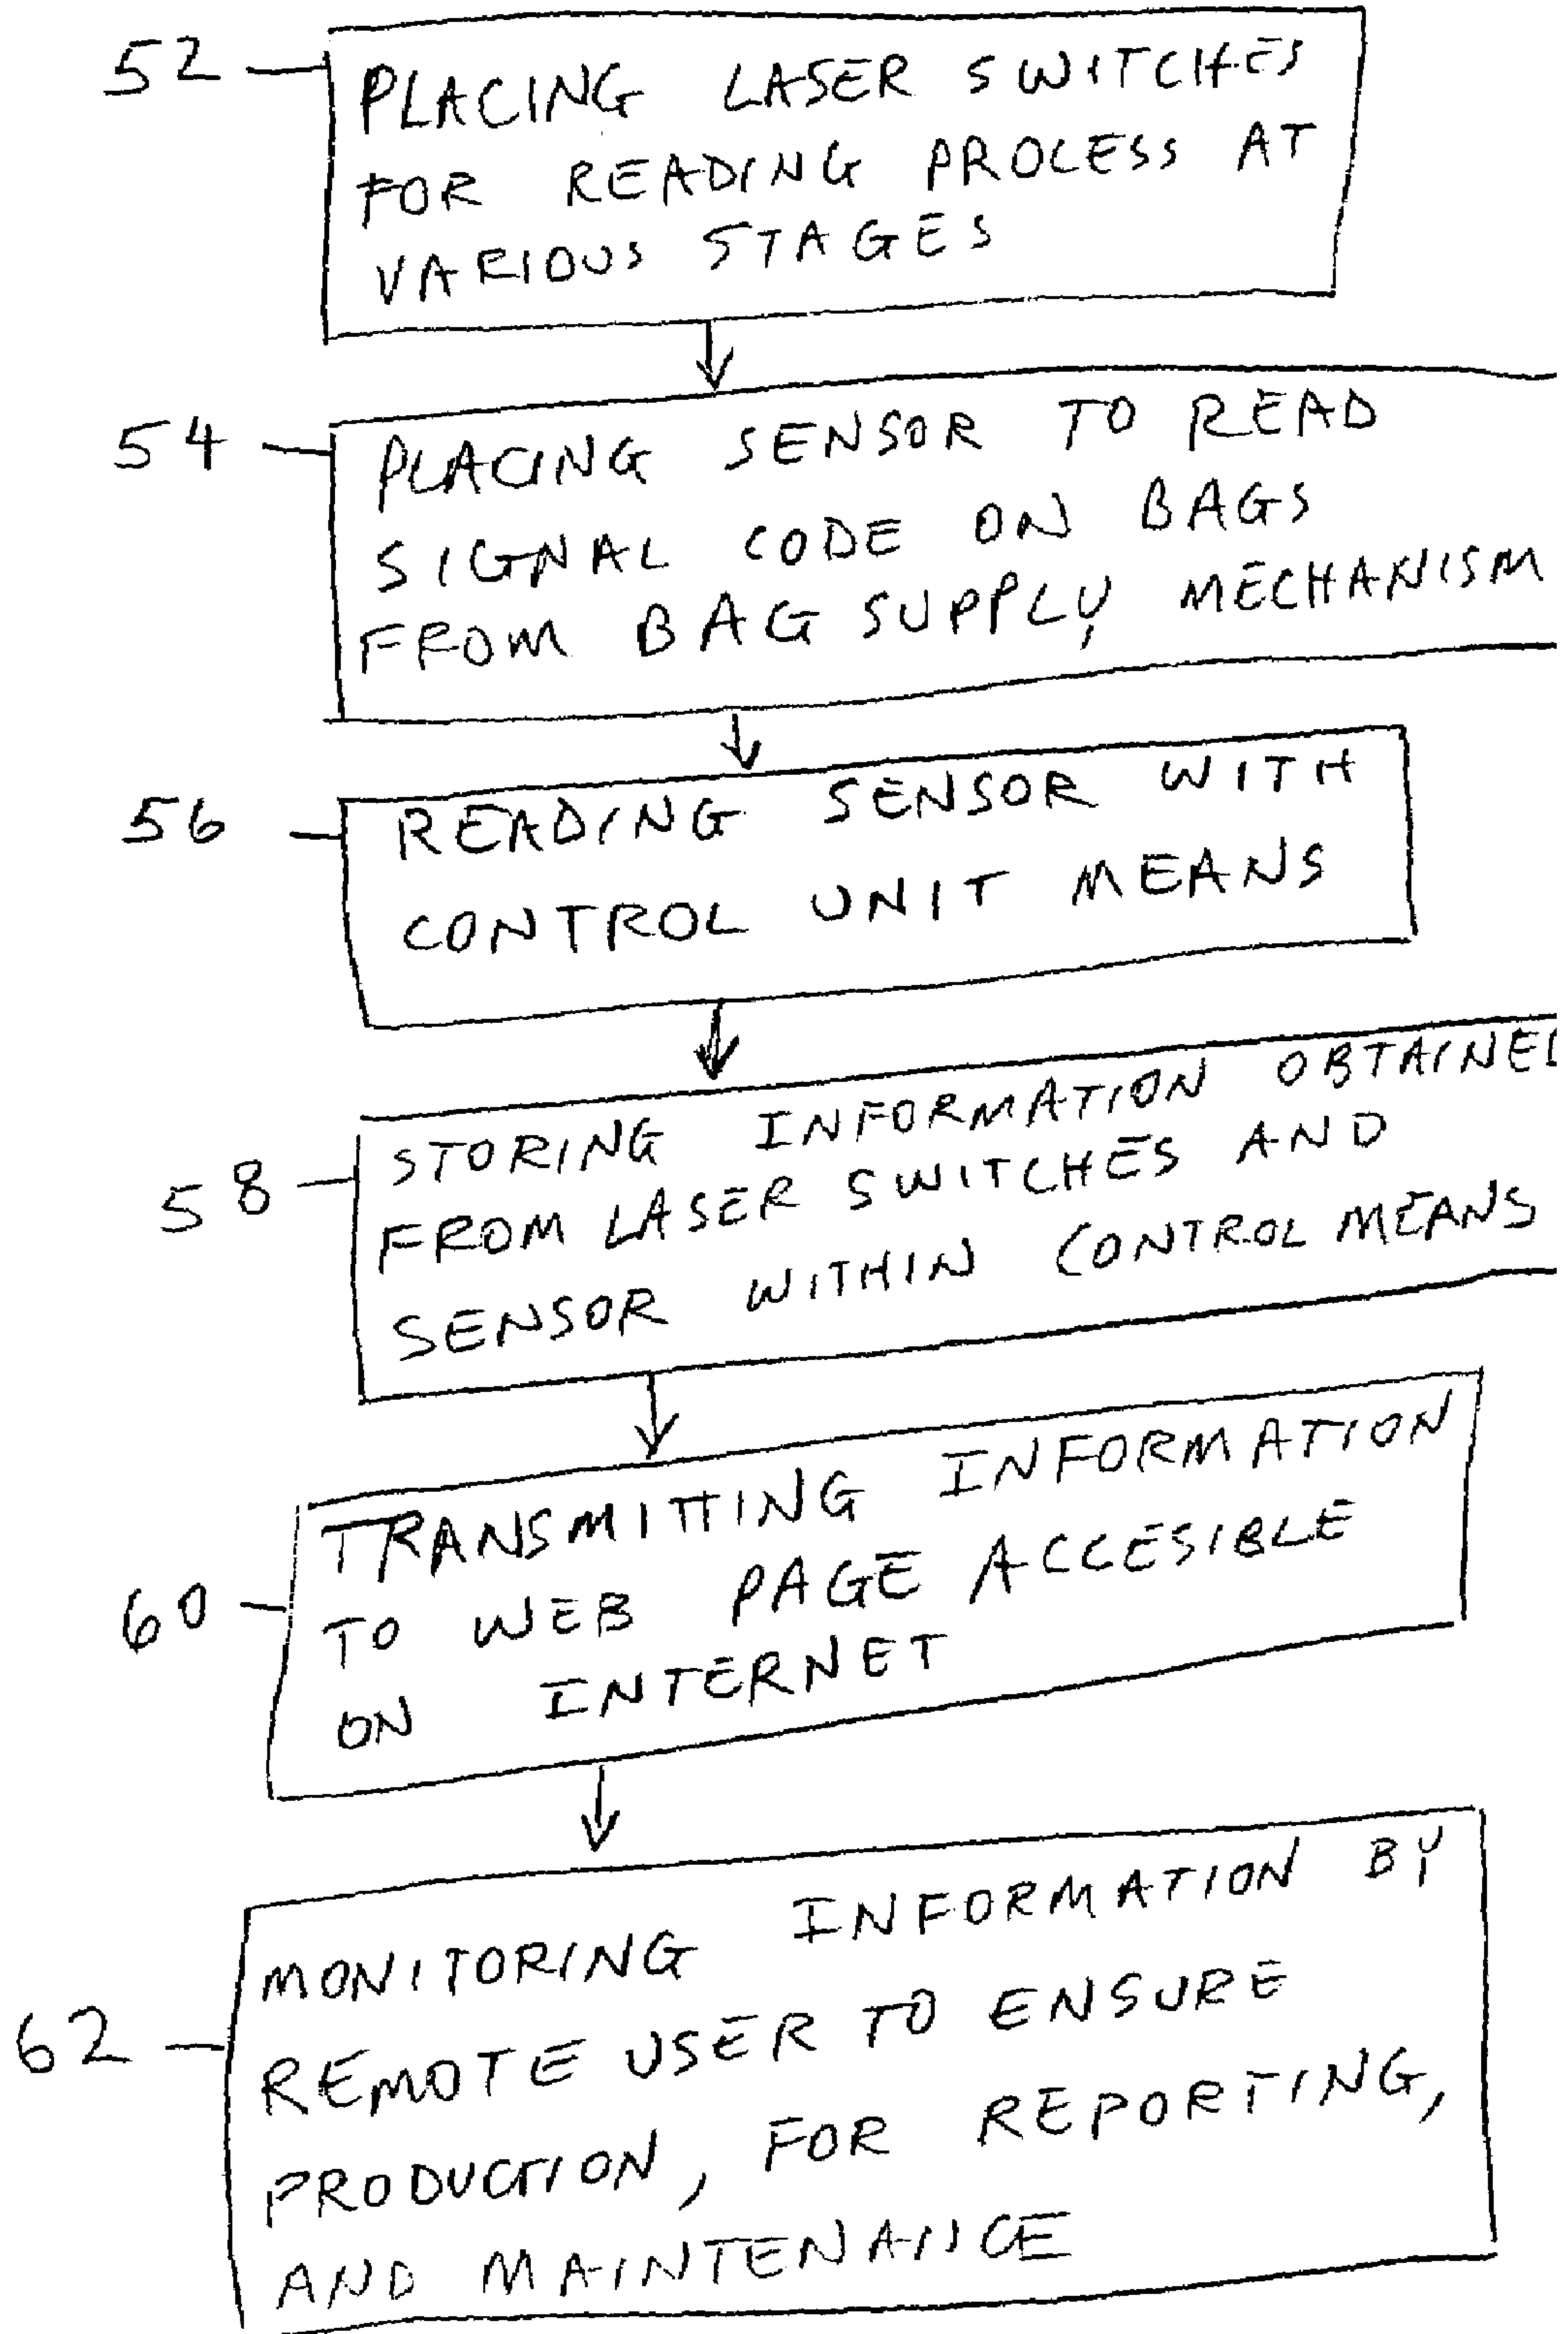 52
PLACING LASER SWITCHES
FOR READING PROCESS AT
VARIOUS STAGES
54
PLACING SENSOR TO READ
SIGNAL CODE ON BAGS
FROM BAG SUPPLY MECHANISM
56
READING SENSOR WITH
CONTROL UNIT MEANS
58
STORING INFORMATION OBTAINED
FROM LASER SWITCHES AND
SENSOR WITHIN CONTROL MEANS
60
TRANSMITTING INFORMATION
TO WEB PAGE ACCESIBLE
ON INTERNET
62
MONITORING INFORMATION BY
REMOTE USER TO ENSURE
PRODUCTION, FOR REPORTING,
AND MAINTENANCE